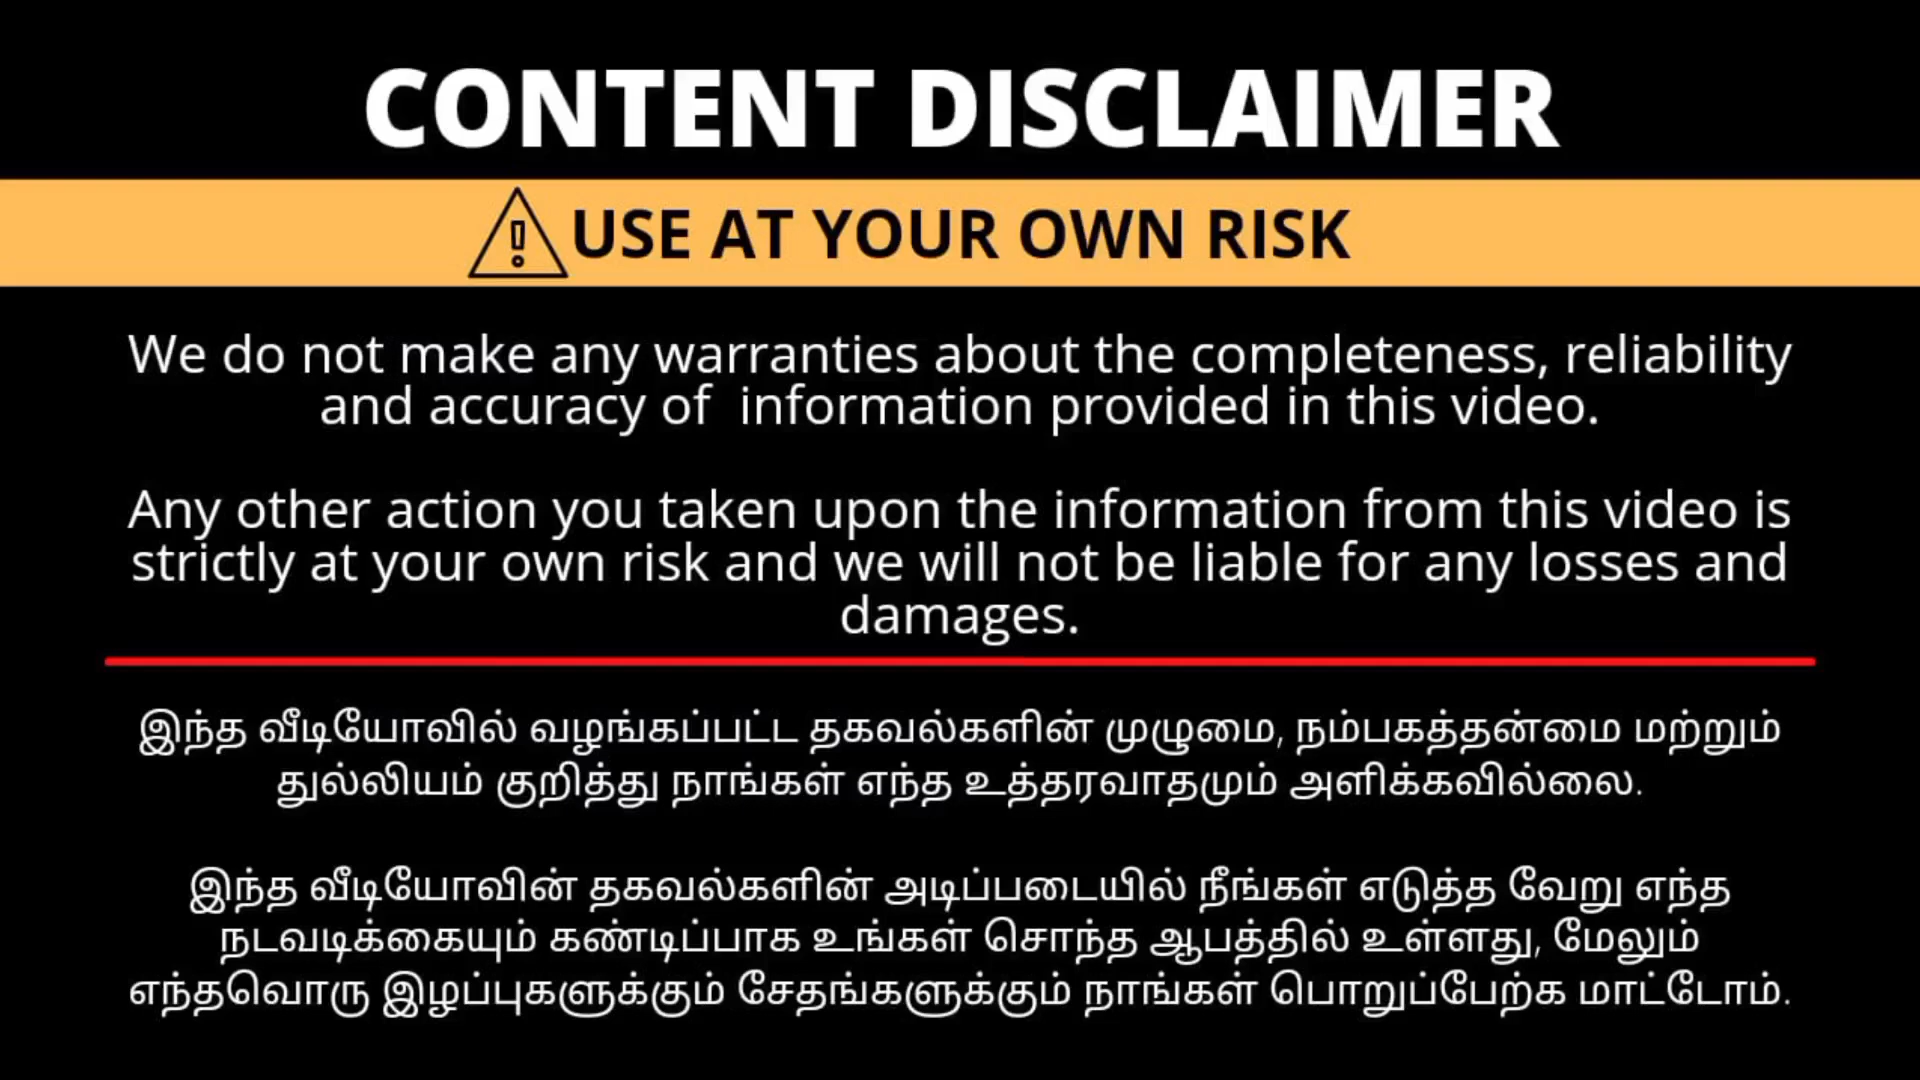 CONTENT DISCLAIMER
USE AT YOUR OWN RISK
We do not make any warranties about the completeness, reliability
and accuracy of information provided in this video.
Any other action you taken upon the information from this video is
strictly at your own risk and we will not be liable for any losses and
damages.
இந்த வீடியோவில் வழங்கப்பட்ட தகவல்களின் முழுமை, நம்பகத்தன்மை மற்றும்
துல்லியம் குறித்து நாங்கள் எந்த உத்தரவாதமும் அளிக்கவில்லை.
இந்த வீடியோவின் தகவல்களின் அடிப்படையில் நீங்கள் எடுத்த வேறு எந்த
நடவடிக்கையும் கண்டிப்பாக உங்கள் சொந்த ஆபத்தில் உள்ளது, மேலும்
எந்தவொரு இழப்புகளுக்கும் சேதங்களுக்கும் நாங்கள் பொறுப்பேற்க மாட்டோம்.